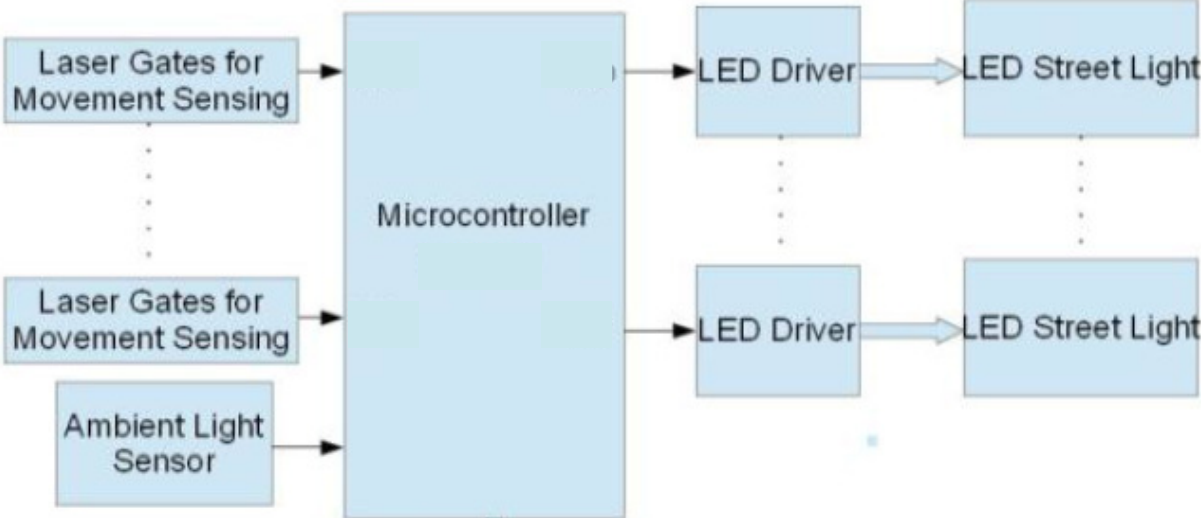 Laser Gates for
Movement Sensing
LED Driver
LED Street Light
Microcontroller
Laser Gates for
Movement Sensing
LED Driver
LED Street Light
Ambient Light
Sensor